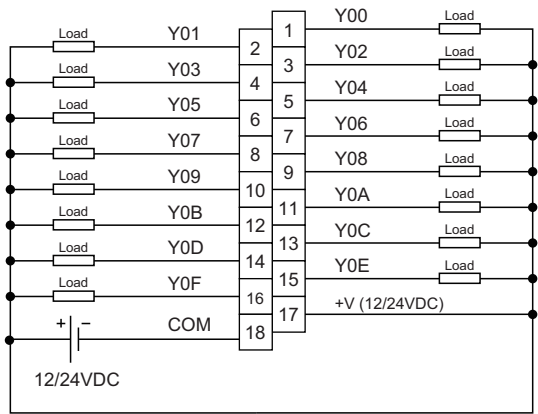 1 Y00 Load
Load Y01 2
3 Y02 Load
Load Y03 4
5 Y04 Load
Load Y05 6
7 Y06 Load
Load Y07 8
9 Y08 Load
Load Y09 10
11 Y0A Load
Load Y0B 12
13 Y0C Load
Load Y0D 14
15 Y0E Load
Load Y0F 16
17 +V (12/24VDC)
+ − COM 18
12/24VDC